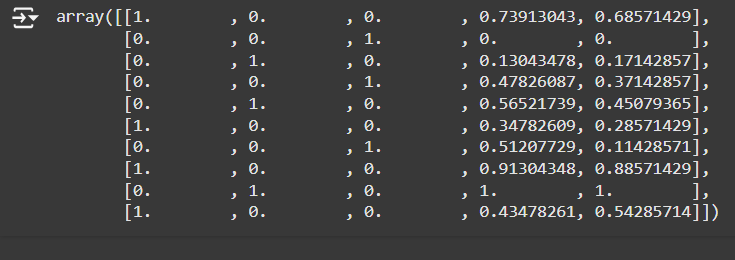 array([[1.        , 0.        , 0.        , 0.73913043, 0.68571429],
       [0.        , 0.        , 1.        , 0.        , 0.        ],
       [0.        , 1.        , 0.        , 0.13043478, 0.17142857],
       [0.        , 0.        , 1.        , 0.47826087, 0.37142857],
       [0.        , 1.        , 0.        , 0.56521739, 0.45079365],
       [1.        , 0.        , 0.        , 0.34782609, 0.28571429],
       [0.        , 0.        , 1.        , 0.51207729, 0.11428571],
       [1.        , 0.        , 0.        , 0.91304348, 0.88571429],
       [0.        , 1.        , 0.        , 1.        , 1.        ],
       [1.        , 0.        , 0.        , 0.43478261, 0.54285714]])